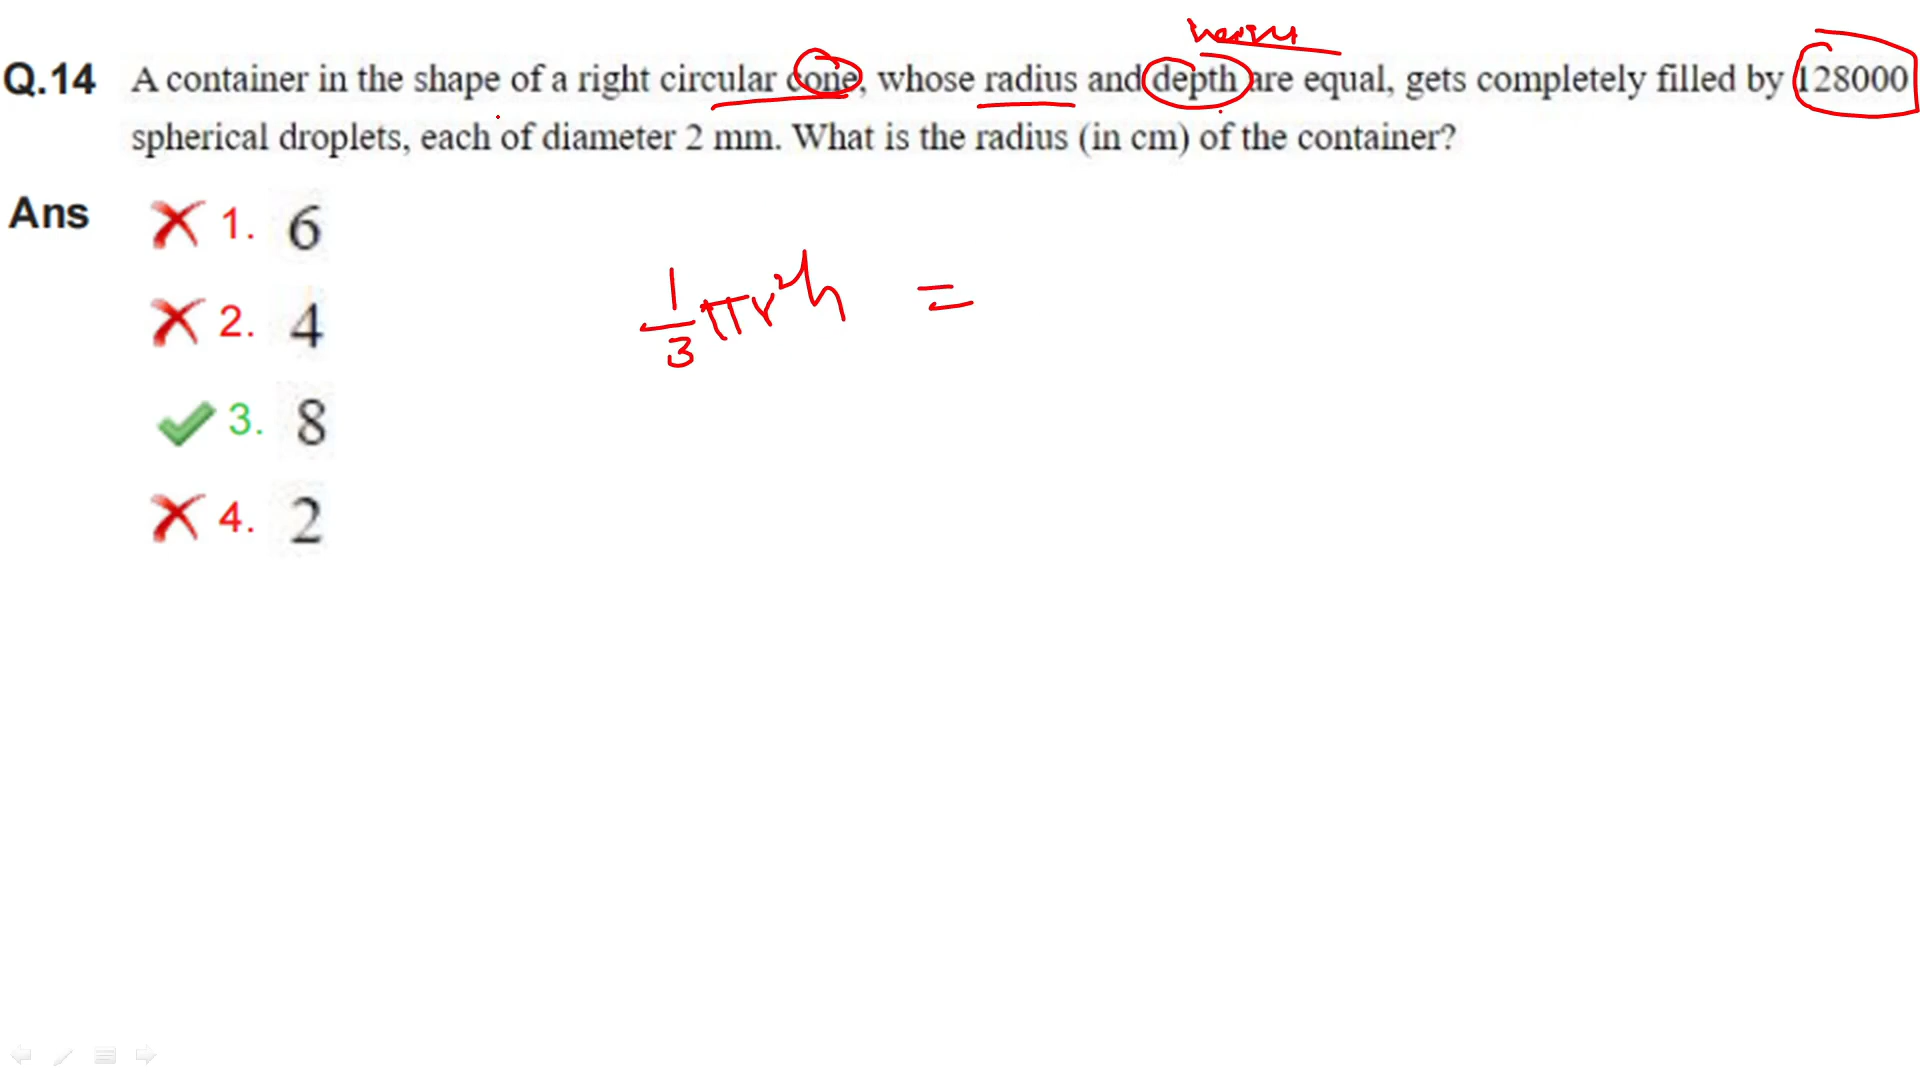 Q.14 A container in the shape of a right circular cone, whose radius and depth are equal, gets completely filled by 128000
spherical droplets, each of diameter 2 mm. What is the radius (in cm) of the container?
Ans 1. 6
2. 4
3. 8
4. 2
1/3 πr²h =